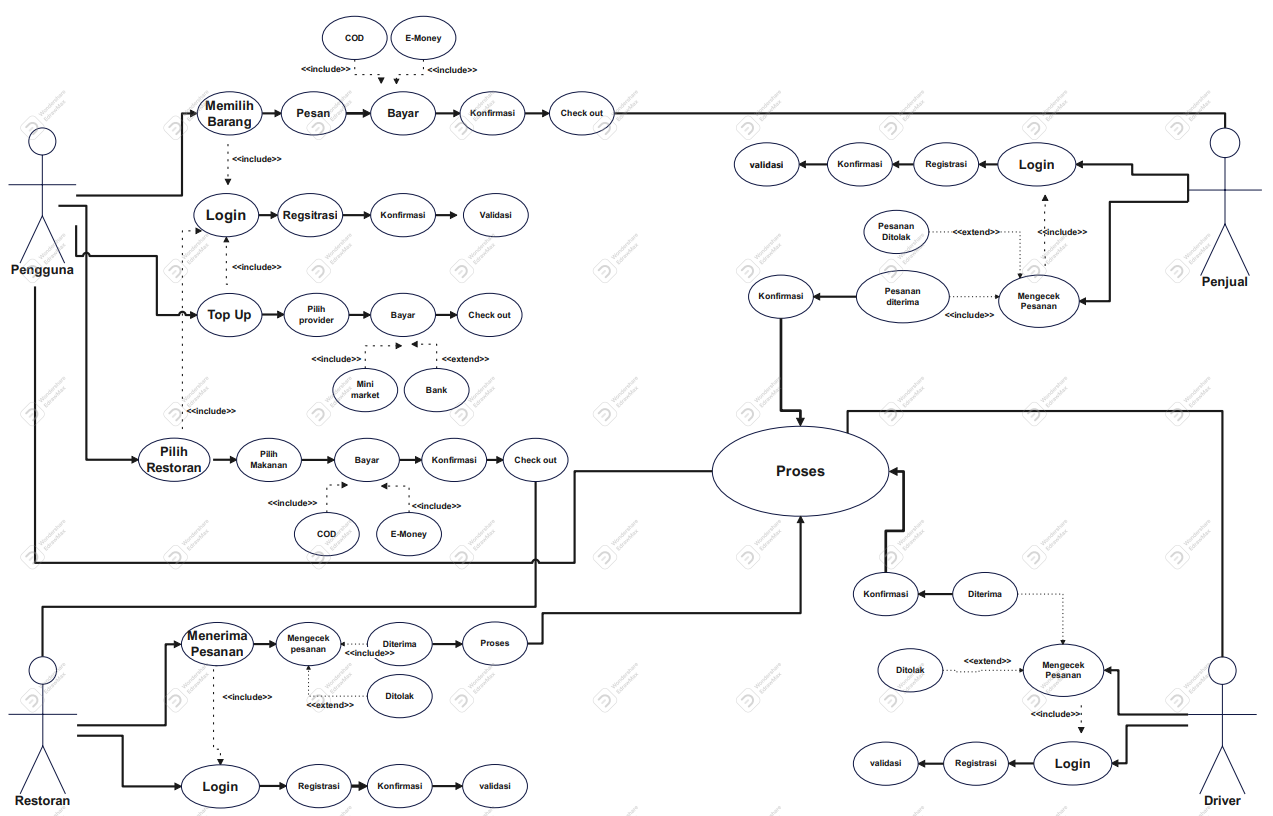 COD
E-Money
<<include>>
<<include>>
Memilih
Barang
Pesan
Bayar
Konfirmasi
Check out
<<include>>
Login
Regsitrasi
Konfirmasi
Validasi
Pengguna
<<include>>
Top Up
Pilih
provider
Bayar
Check out
<<include>>
<<extend>>
Mini
market
Bank
<<include>>
Pilih
Restoran
Pilih
Makanan
Bayar
Konfirmasi
Check out
<<include>>
<<include>>
COD
E-Money
validasi
Konfirmasi
Registrasi
Login
Pesanan
Ditolak
<<extend>>
<<include>>
Penjual
Konfirmasi
Pesanan
diterima
<<include>>
Mengecek
Pesanan
Proses
Konfirmasi
Diterima
Ditolak
<<extend>>
Mengecek
Pesanan
<<include>>
validasi
Registrasi
Login
Driver
Menerima
Pesanan
Mengecek
pesanan
<<include>>
Diterima
Proses
Ditolak
<<extend>>
<<include>>
Login
Registrasi
Konfirmasi
validasi
Restoran
Wondershare
EdrawMax